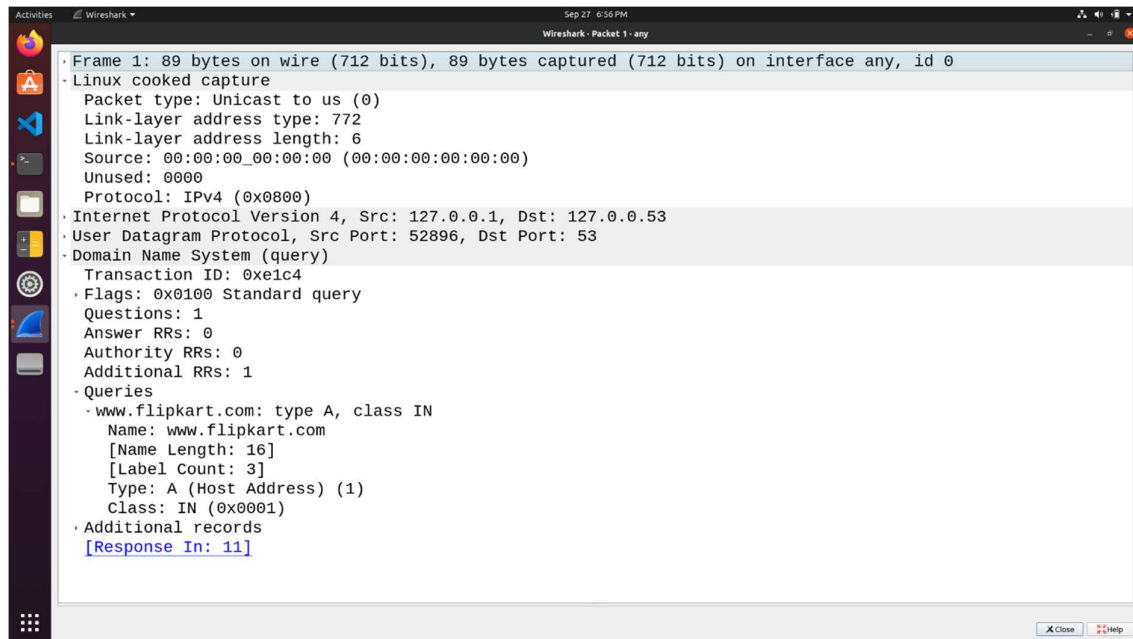 Activities
Wireshark
Sep 27 6:56 PM
Wireshark · Packet 1 · any
Frame 1: 89 bytes on wire (712 bits), 89 bytes captured (712 bits) on interface any, id 0
Linux cooked capture
Packet type: Unicast to us (0)
Link-layer address type: 772
Link-layer address length: 6
Source: 00:00:00_00:00:00 (00:00:00:00:00:00)
Unused: 0000
Protocol: IPv4 (0x0800)
Internet Protocol Version 4, Src: 127.0.0.1, Dst: 127.0.0.53
User Datagram Protocol, Src Port: 52896, Dst Port: 53
Domain Name System (query)
Transaction ID: 0xe1c4
Flags: 0x0100 Standard query
Questions: 1
Answer RRs: 0
Authority RRs: 0
Additional RRs: 1
Queries
www.flipkart.com: type A, class IN
Name: www.flipkart.com
[Name Length: 16]
[Label Count: 3]
Type: A (Host Address) (1)
Class: IN (0x0001)
Additional records
[Response In: 11]
Close
Help